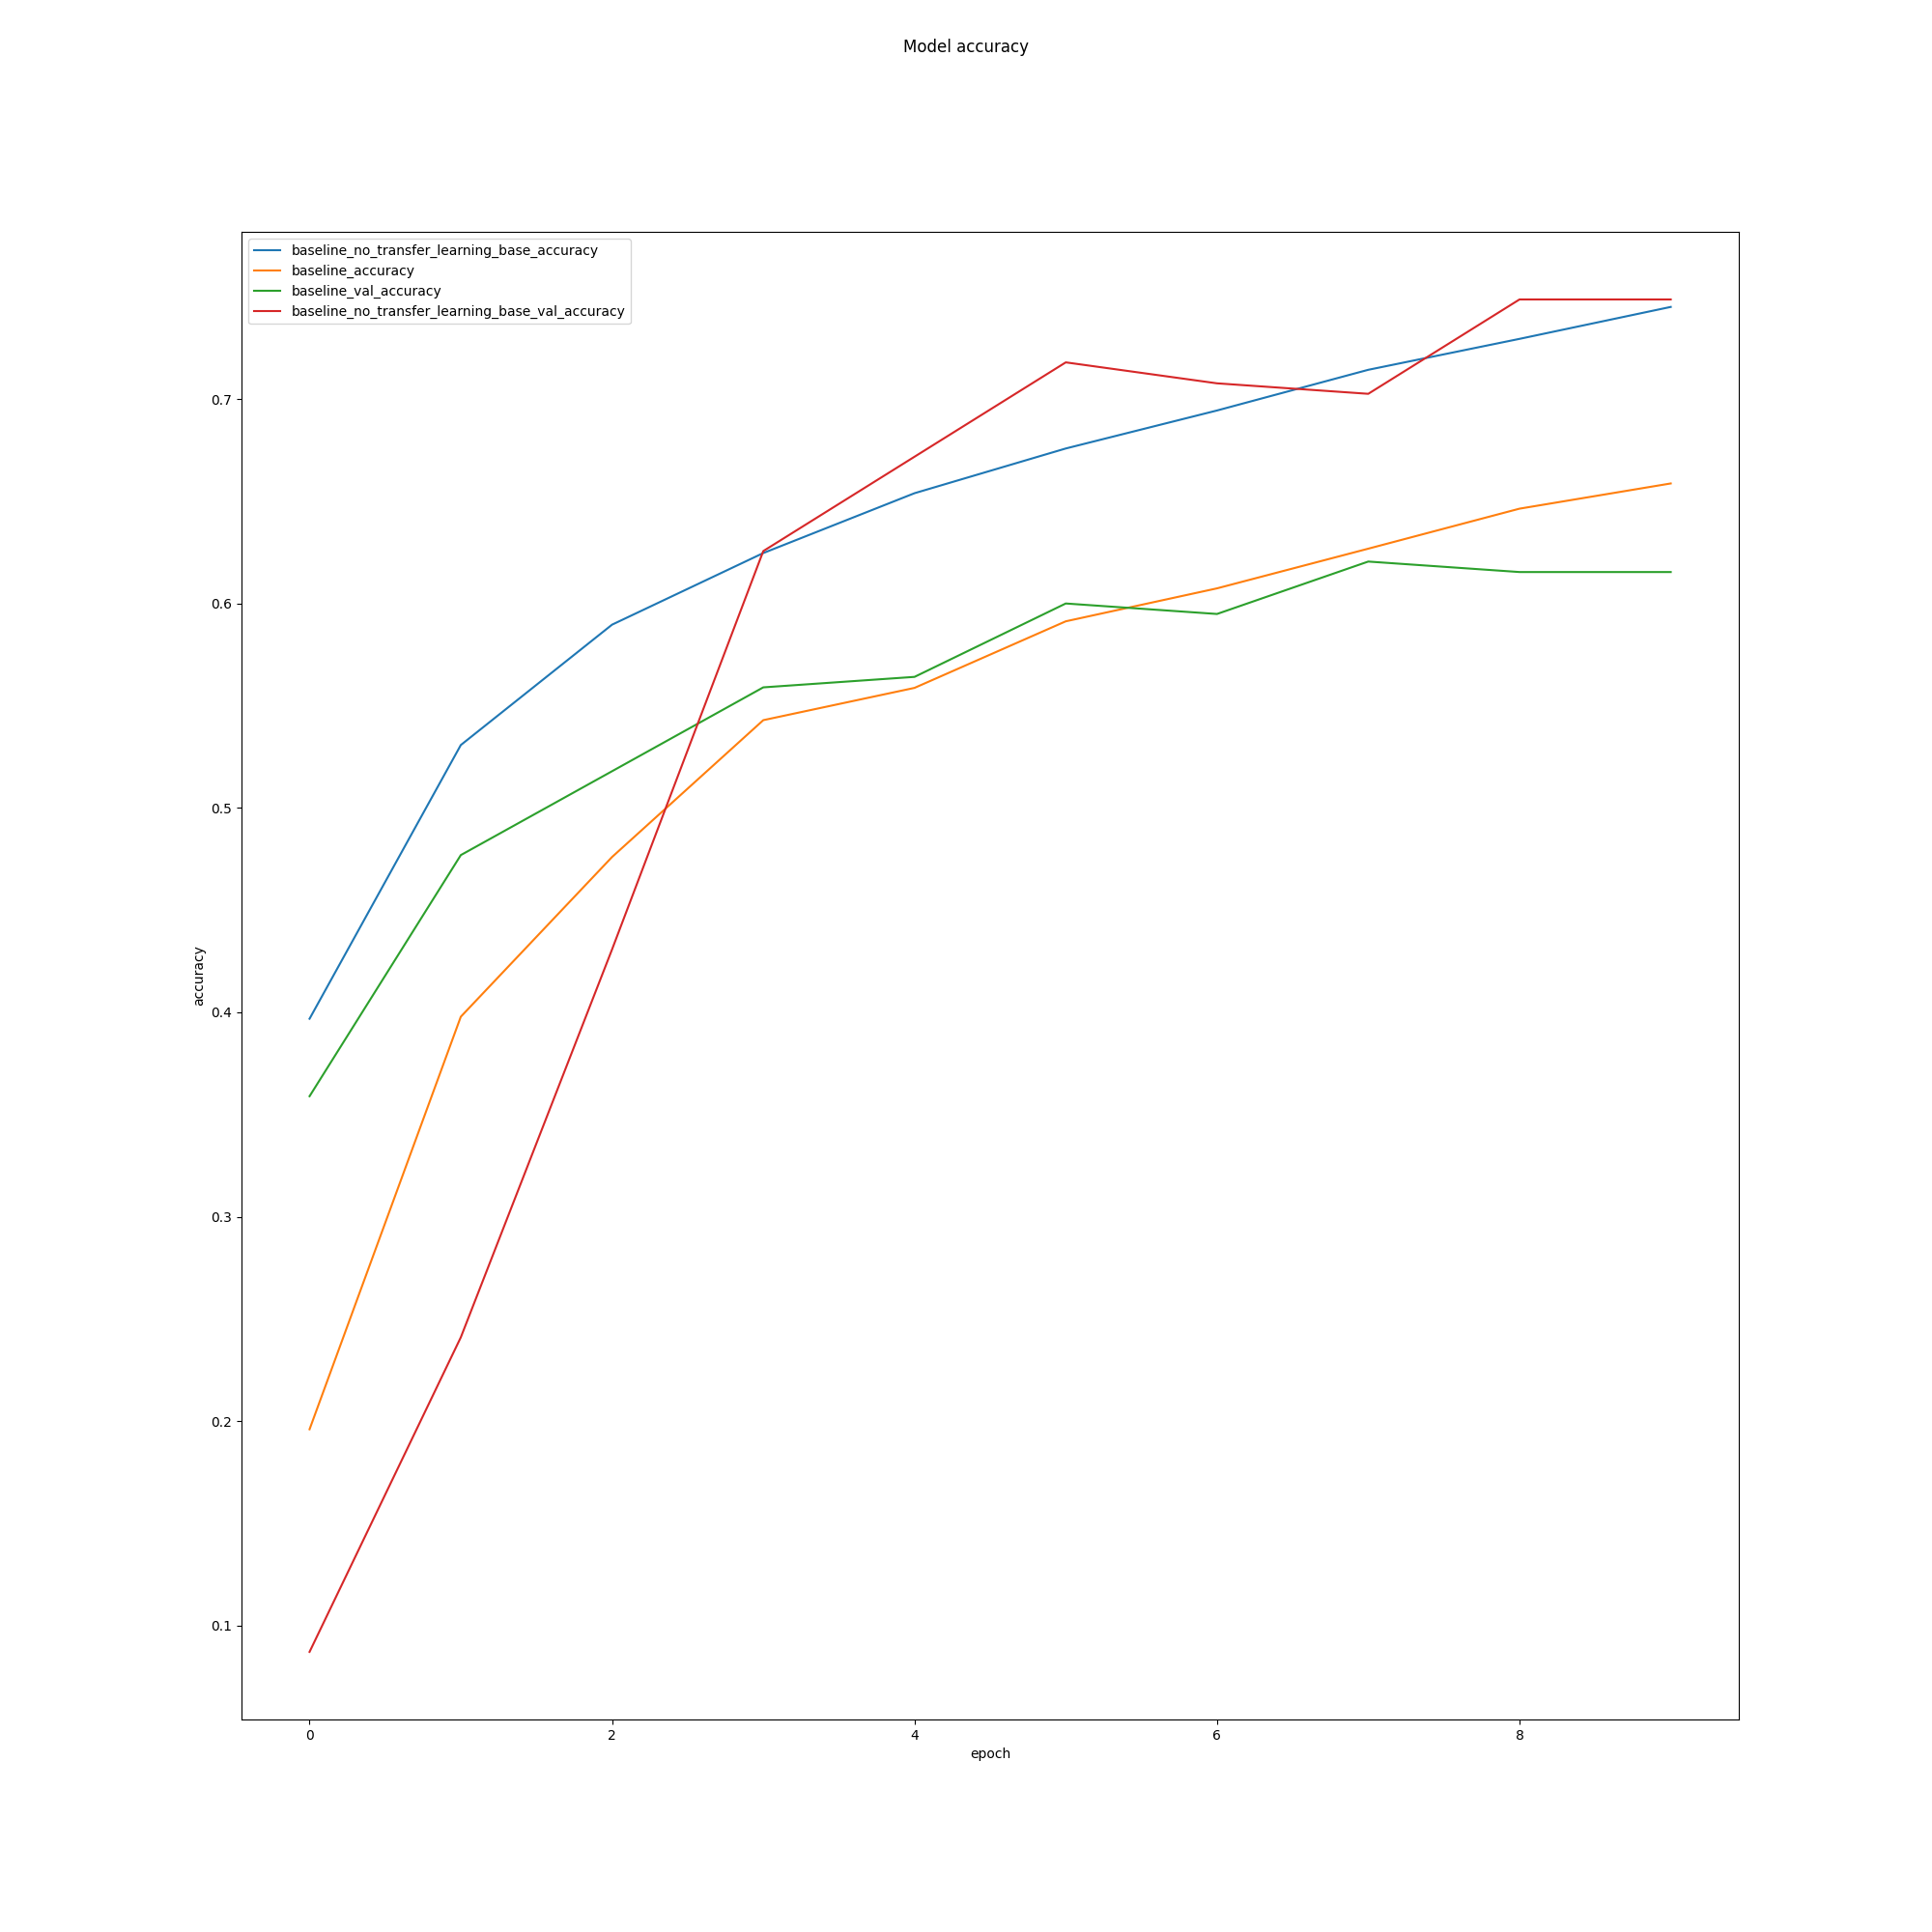 Model accuracy
baseline_no_transfer_learning_base_accuracy
baseline_accuracy
baseline_val_accuracy
baseline_no_transfer_learning_base_val_accuracy
0.7
0.6
0.5
0.4
0.3
0.2
0.1
accuracy
0 2 4 6 8
epoch